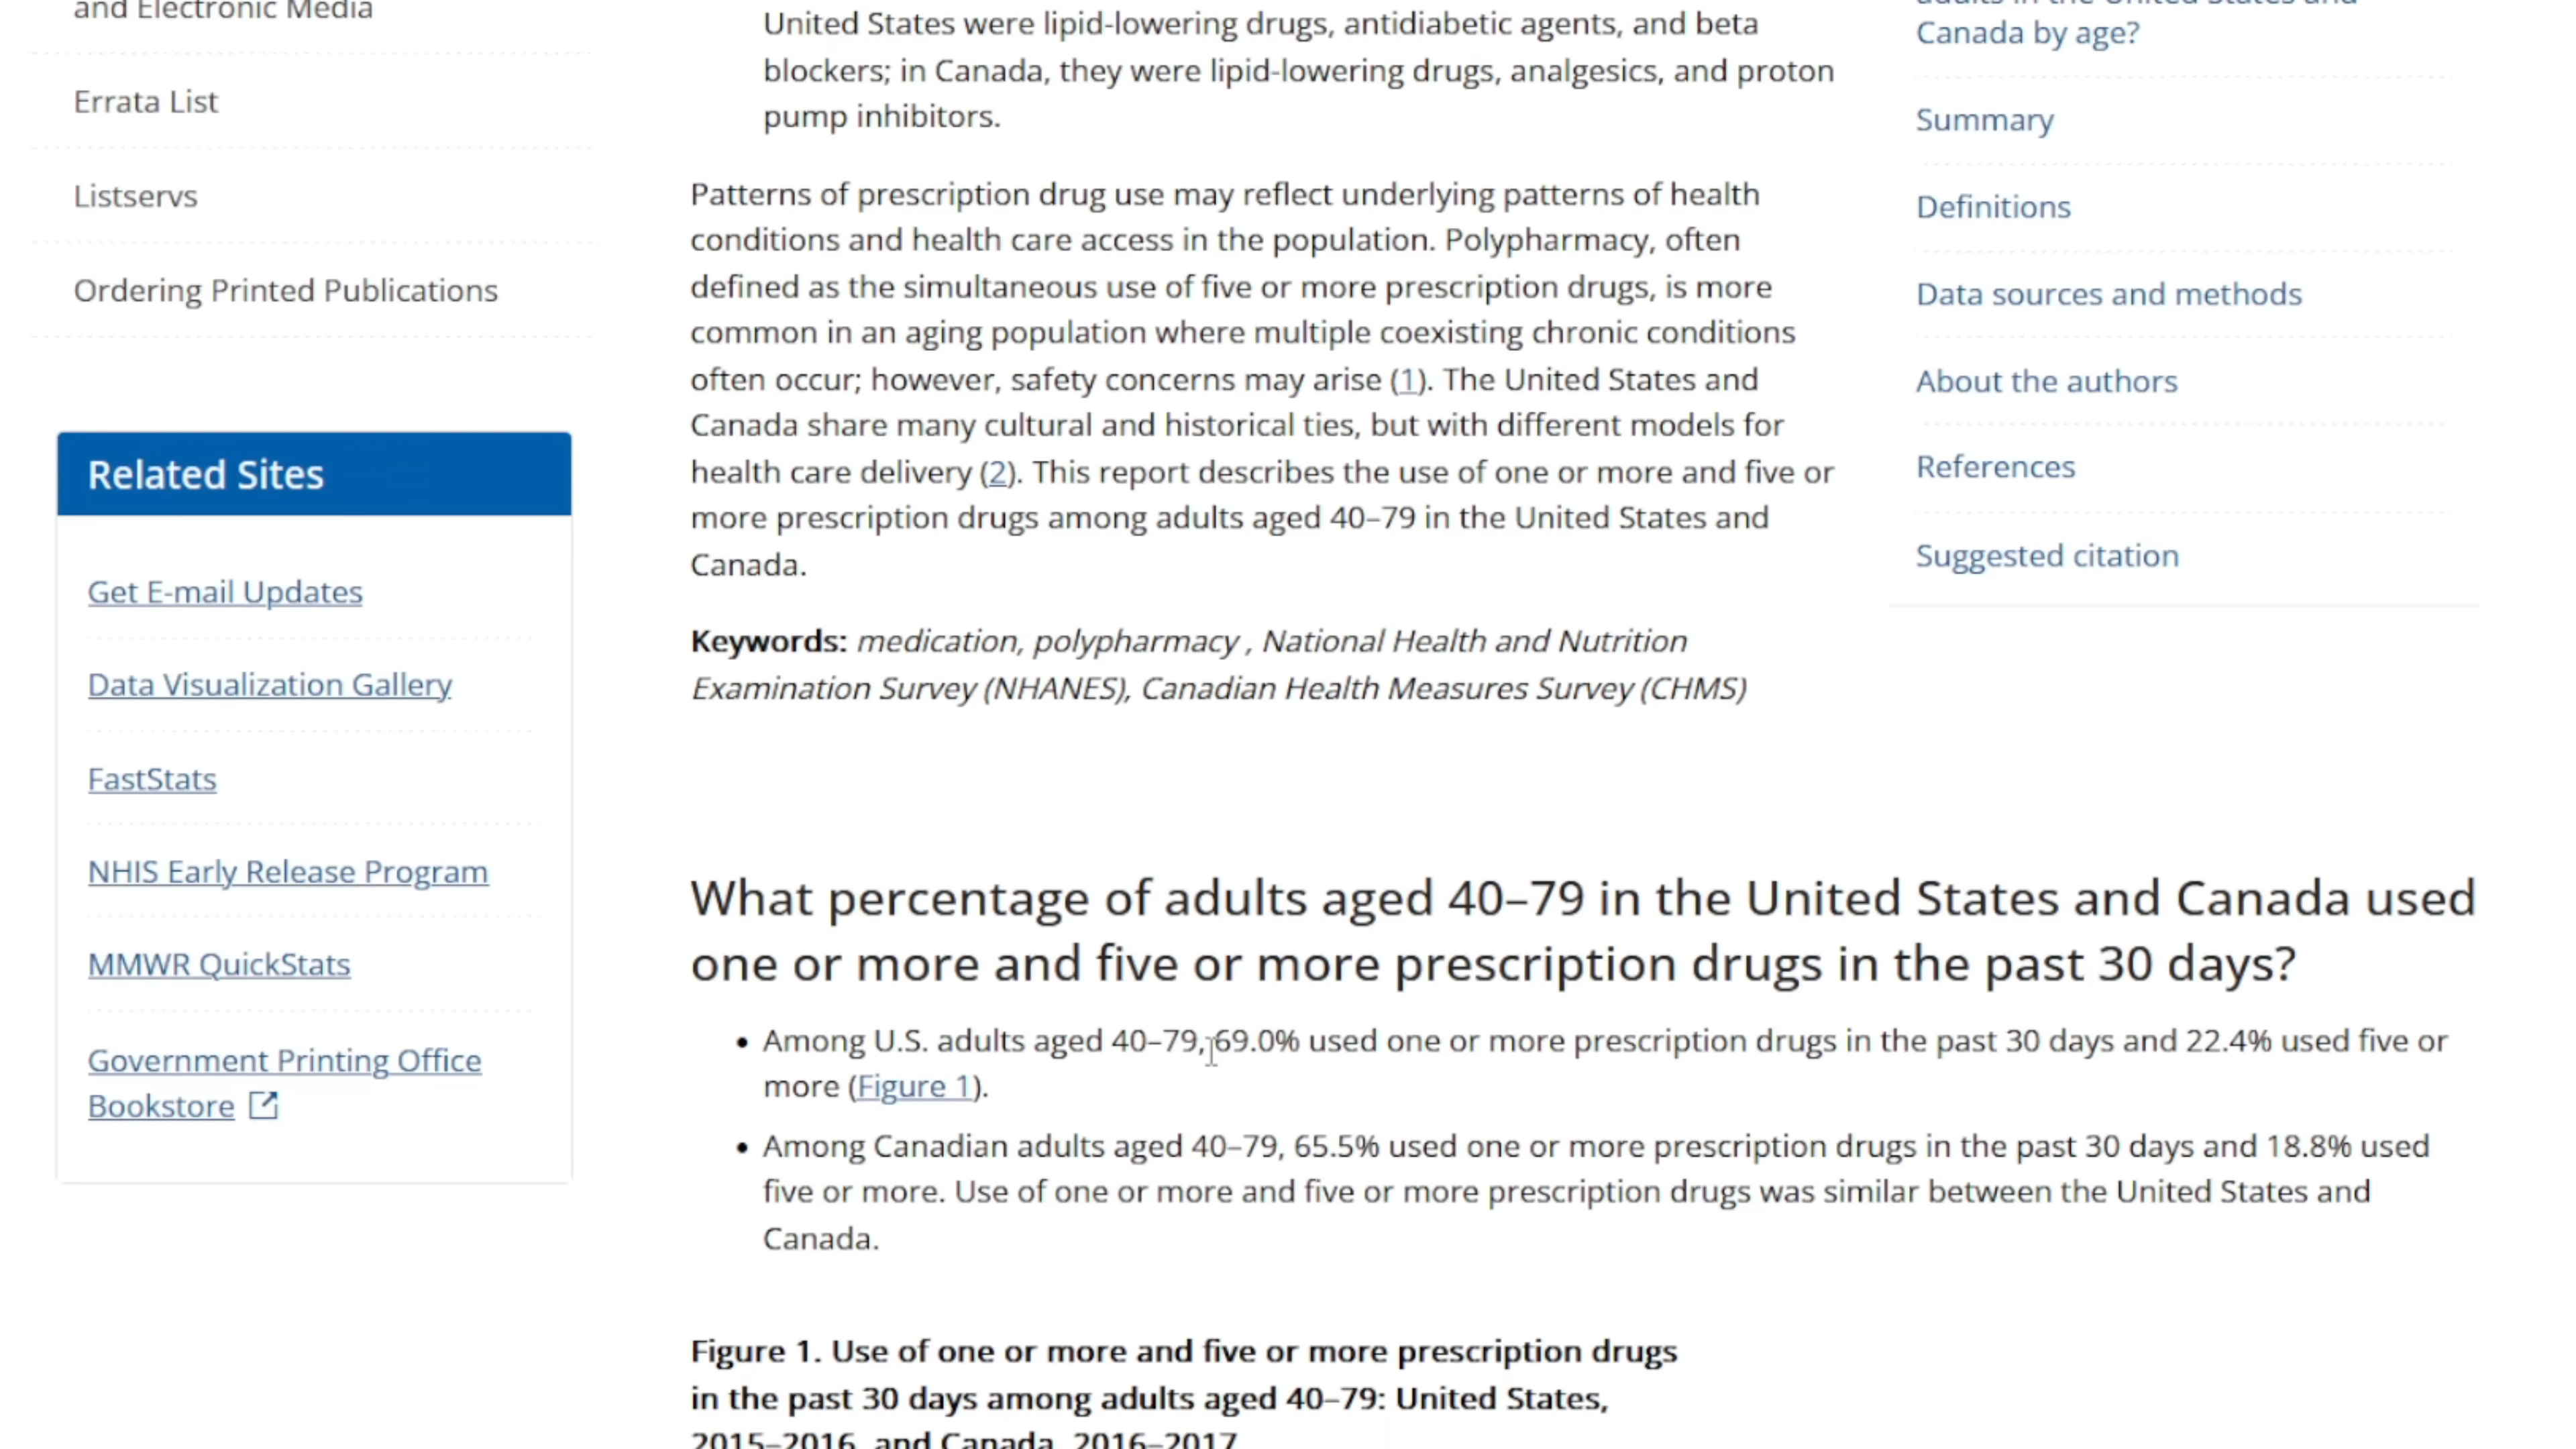 and Electronic Media
Errata List
Listservs
Ordering Printed Publications
Related Sites
Get E-mail Updates
Data Visualization Gallery
FastStats
NHIS Early Release Program
MMWR QuickStats
Government Printing Office
Bookstore
United States were lipid-lowering drugs, antidiabetic agents, and beta
blockers; in Canada, they were lipid-lowering drugs, analgesics, and proton
pump inhibitors.
Patterns of prescription drug use may reflect underlying patterns of health
conditions and health care access in the population. Polypharmacy, often
defined as the simultaneous use of five or more prescription drugs, is more
common in an aging population where multiple coexisting chronic conditions
often occur; however, safety concerns may arise (1). The United States and
Canada share many cultural and historical ties, but with different models for
health care delivery (2). This report describes the use of one or more and five or
more prescription drugs among adults aged 40–79 in the United States and
Canada.
Keywords: medication, polypharmacy , National Health and Nutrition
Examination Survey (NHANES), Canadian Health Measures Survey (CHMS)
What percentage of adults aged 40–79 in the United States and Canada used
one or more and five or more prescription drugs in the past 30 days?
• Among U.S. adults aged 40–79, 69.0% used one or more prescription drugs in the past 30 days and 22.4% used five or
more (Figure 1).
• Among Canadian adults aged 40–79, 65.5% used one or more prescription drugs in the past 30 days and 18.8% used
five or more. Use of one or more and five or more prescription drugs was similar between the United States and
Canada.
Figure 1. Use of one or more and five or more prescription drugs
in the past 30 days among adults aged 40–79: United States,
2015–2016, and Canada, 2016–2017
adults in the United States and
Canada by age?
Summary
Definitions
Data sources and methods
About the authors
References
Suggested citation